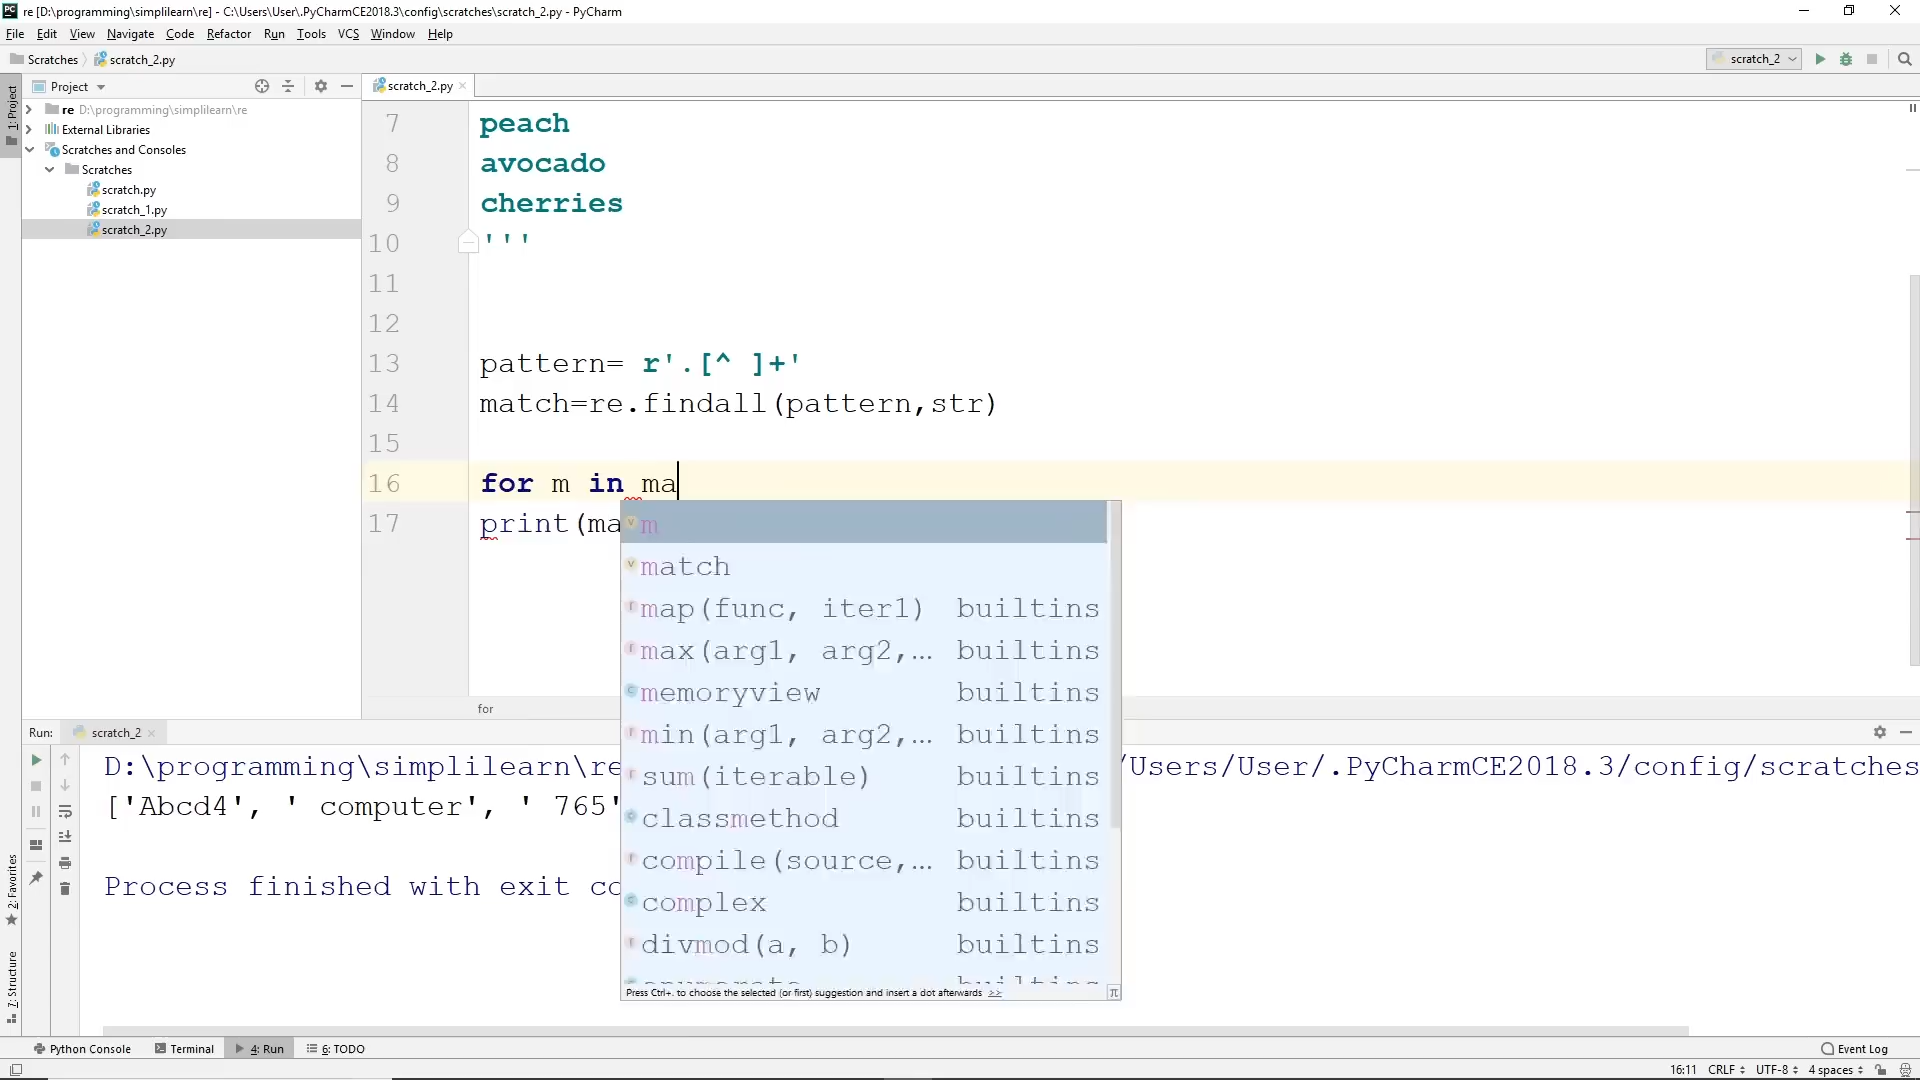 re [D:\programming\simplilearn\re] - C:\Users\User\.PyCharmCE2018.3\config\scratches\scratch_2.py - PyCharm
File Edit View Navigate Code Refactor Run Tools VCS Window Help
Scratches scratch_2.py scratch_2
1: Project
Project
scratch_2.py
re D:\programming\simplilearn\re
External Libraries
Scratches and Consoles
Scratches
scratch.py
scratch_1.py
scratch_2.py
7 peach
8 avocado
9 cherries
10 '''
11
12
13 pattern= r'.[^ ]+'
14 match=re.findall(pattern,str)
15
16 for m in ma
17 print(ma
m
match
map(func, iter1) builtins
max(arg1, arg2,… builtins
memoryview builtins
min(arg1, arg2,… builtins
sum(iterable) builtins
classmethod builtins
compile(source,… builtins
complex builtins
divmod(a, b) builtins
Press Ctrl+. to choose the selected (or first) suggestion and insert a dot afterwards >>
π
for
Run: scratch_2
D:\programming\simplilearn\re /Users/User/.PyCharmCE2018.3/config/scratches
['Abcd4', ' computer', ' 765'
Process finished with exit co
2: Favorites
7: Structure
Python Console Terminal 4: Run 6: TODO Event Log
16:11 CRLF UTF-8 4 spaces